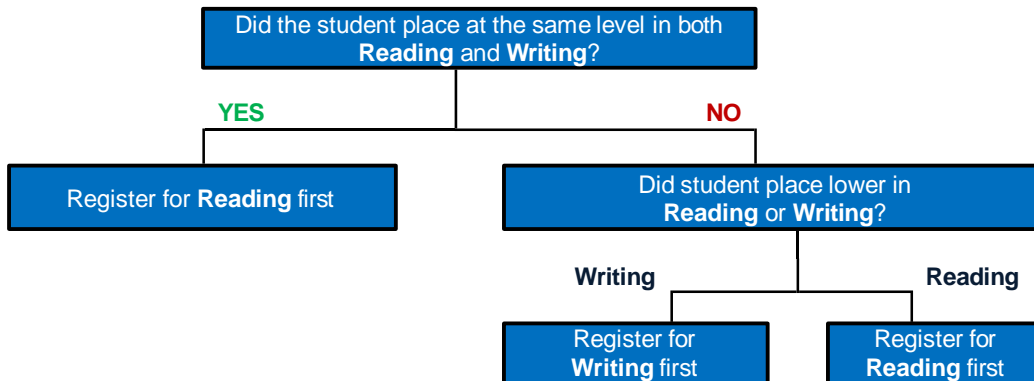 Did the student place at the same level in both
Reading and Writing?
YES
NO
Register for Reading first
Did student place lower in
Reading or Writing?
Writing
Reading
Register for
Writing first
Register for
Reading first